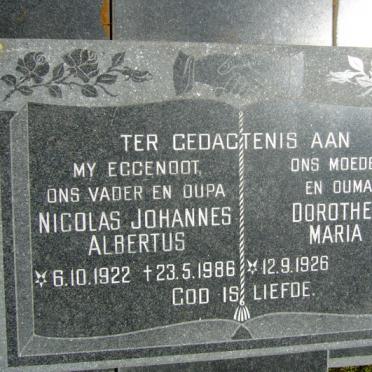 TER GEDAGTENIS AAN
MY EGGENOOT,
ONS VADER EN OUPA
NICOLAS JOHANNES
ALBERTUS
☆ 6.10.1922 † 23.5.1986
ONS MOEDE
EN OUMA
DOROTHE
MARIA
☆ 12.9.1926
GOD IS LIEFDE.